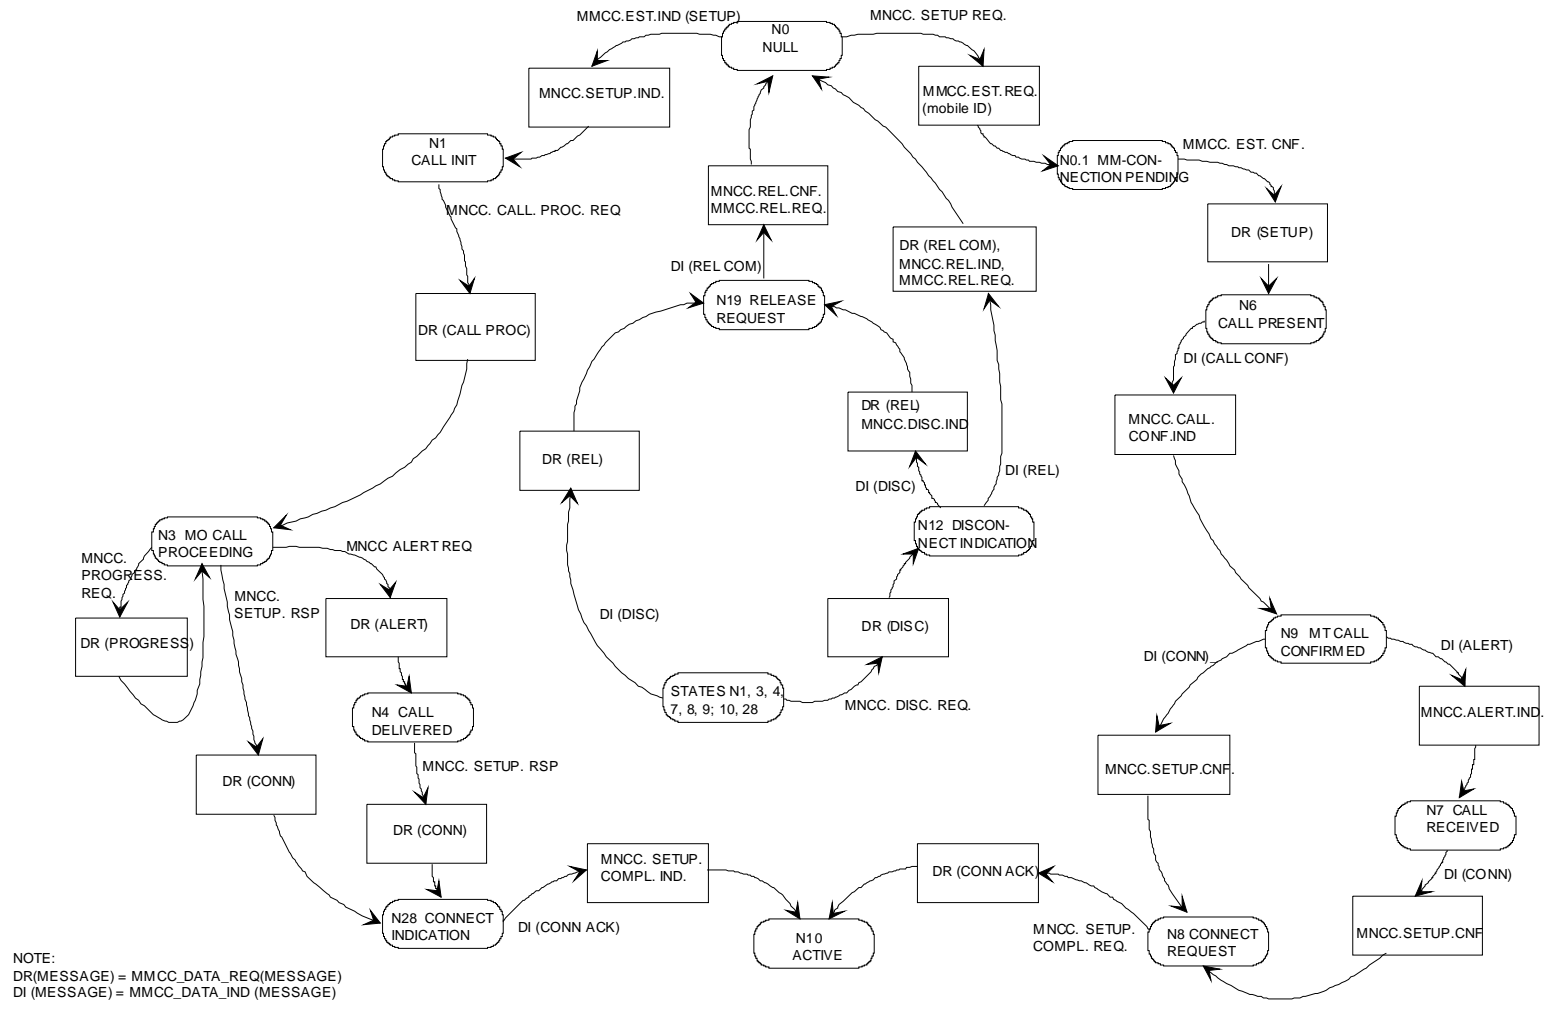 MMCC.EST.IND (SETUP)
N0
NULL
MNCC. SETUP REQ.
MNCC.SETUP.IND.
MMCC.EST.REQ.
(mobile ID)
N1
CALL INIT
MMCC. EST. CNF.
N0.1 MM-CON-
NECTION PENDING
MNCC. CALL. PROC. REQ
MNCC.REL.CNF.
MMCC.REL.REQ.
DR (SETUP)
DR (REL COM),
MNCC.REL.IND,
MMCC.REL.REQ.
DI (REL COM)
N19 RELEASE
REQUEST
N6
CALL PRESENT
DR (CALL PROC)
DI (CALL CONF)
DR (REL)
MNCC.DISC.IND
MNCC. CALL.
CONF.IND
DR (REL)
DI (DISC)
DI (REL)
N12 DISCON-
NECT INDICATION
N3 MO CALL
PROCEEDING
MNCC ALERT REQ
MNCC.
PROGRESS.
REQ.
MNCC.
SETUP. RSP
DI (DISC)
DR (ALERT)
DR (DISC)
DR (PROGRESS)
N9 MT CALL
CONFIRMED
DI (CONN)
DI (ALERT)
STATES N1, 3, 4,
7, 8, 9; 10, 28
MNCC. DISC. REQ.
N4 CALL
DELIVERED
MNCC.ALERT.IND.
MNCC. SETUP. RSP
MNCC.SETUP.CNF.
DR (CONN)
N7 CALL
RECEIVED
DR (CONN)
MNCC. SETUP.
COMPL. IND.
DR (CONN ACK)
DI (CONN)
N28 CONNECT
INDICATION
DI (CONN ACK)
N10
ACTIVE
MNCC. SETUP.
COMPL. REQ.
N8 CONNECT
REQUEST
MNCC.SETUP.CNF
NOTE:
DR(MESSAGE) = MMCC_DATA_REQ(MESSAGE)
DI (MESSAGE) = MMCC_DATA_IND (MESSAGE)